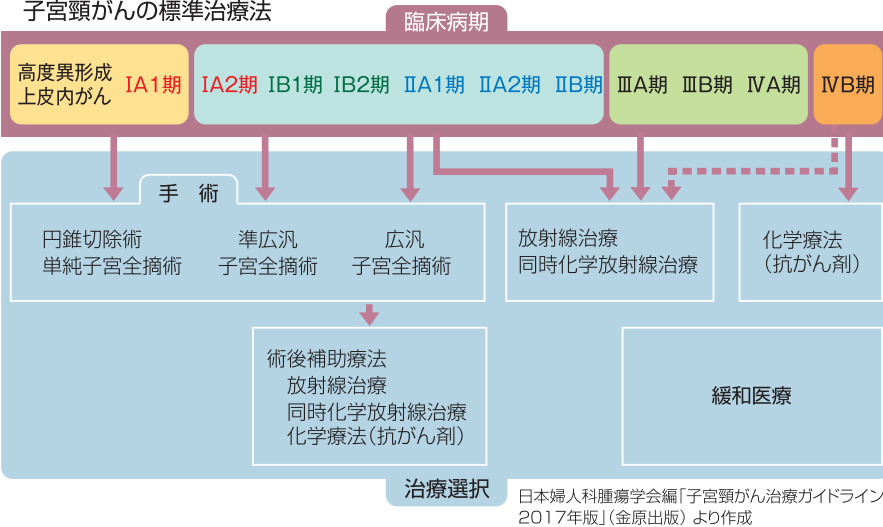 子宮頸がんの標準治療法
臨床病期
高度異形成
上皮内がん
ⅠA1期
ⅠA2期 ⅠB1期 ⅠB2期 ⅡA1期 ⅡA2期 ⅡB期
ⅢA期 ⅢB期 ⅣA期
ⅣB期
手 術
円錐切除術
単純子宮全摘術
準広汎
子宮全摘術
広汎
子宮全摘術
放射線治療
同時化学放射線治療
化学療法
（抗がん剤）
術後補助療法
放射線治療
同時化学放射線治療
化学療法（抗がん剤）
緩和医療
治療選択
日本婦人科腫瘍学会編「子宮頸がん治療ガイドライン
2017年版」（金原出版） より作成